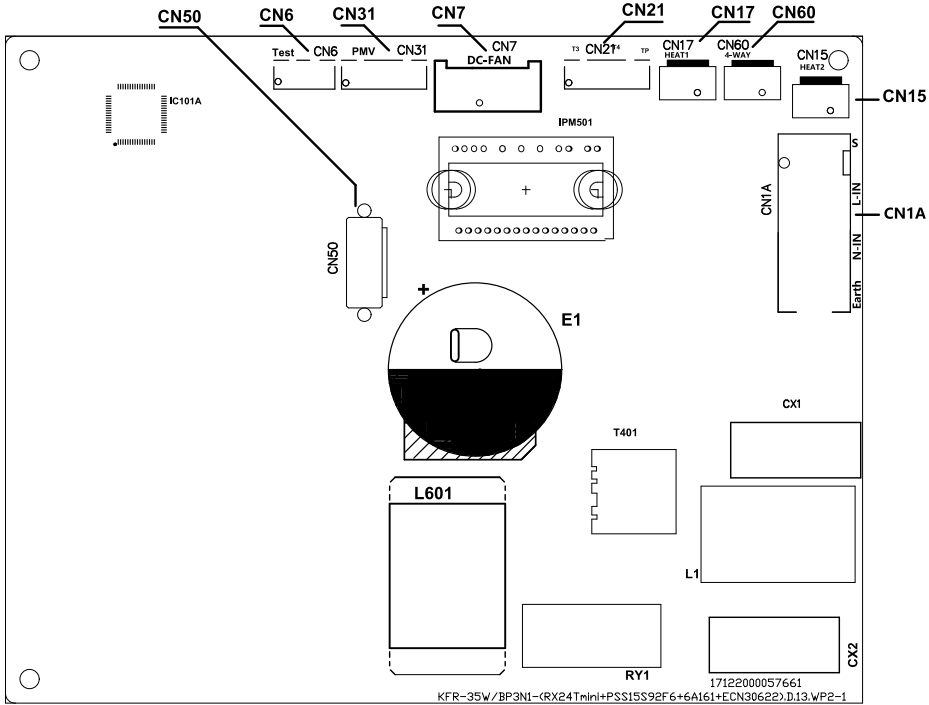 CN50 CN6 CN31 CN7 CN21 CN17 CN60
Test CN6 PMV CN31 CN7 T3 CN21 T4 TP CN17 CN60 CN15
DC-FAN HEAT1 4-WAY HEAT2
IC101A
CN15
IPM501
S
CN1A
L-IN
CN1A
N-IN
Earth
CN50
+
E1
CX1
T401
L601
L1
RY1
CX2
17122000057661
KFR-35W/BP3N1-(RX24Tmini+PSS15S92F6+6A161+ECN30622).D.13.WP2-1